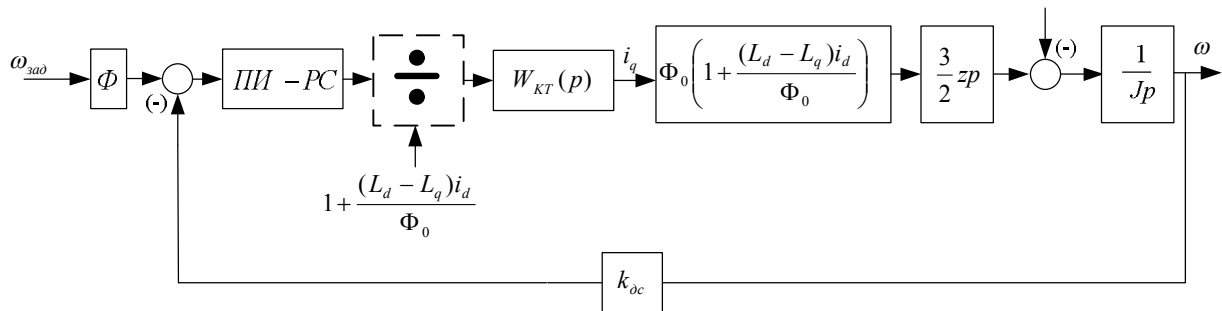 ω_зад
Φ
(-)
ПИ – РС
1 + (L_d − L_q)i_d / Φ_0
W_КТ(p)
i_q
Φ_0(1 + (L_d − L_q)i_d / Φ_0)
3/2 zp
(-)
1/Jp
ω
k_дс